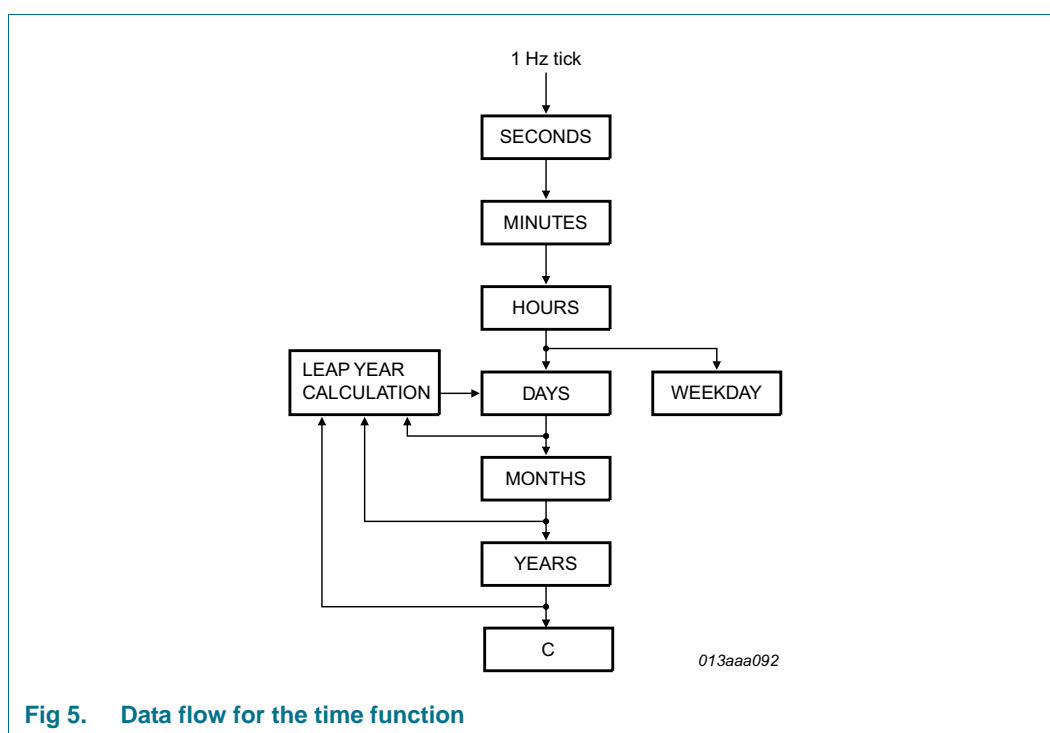 1 Hz tick
SECONDS
MINUTES
HOURS
LEAP YEAR
CALCULATION
DAYS
WEEKDAY
MONTHS
YEARS
C
013aaa092
Fig 5. Data flow for the time function